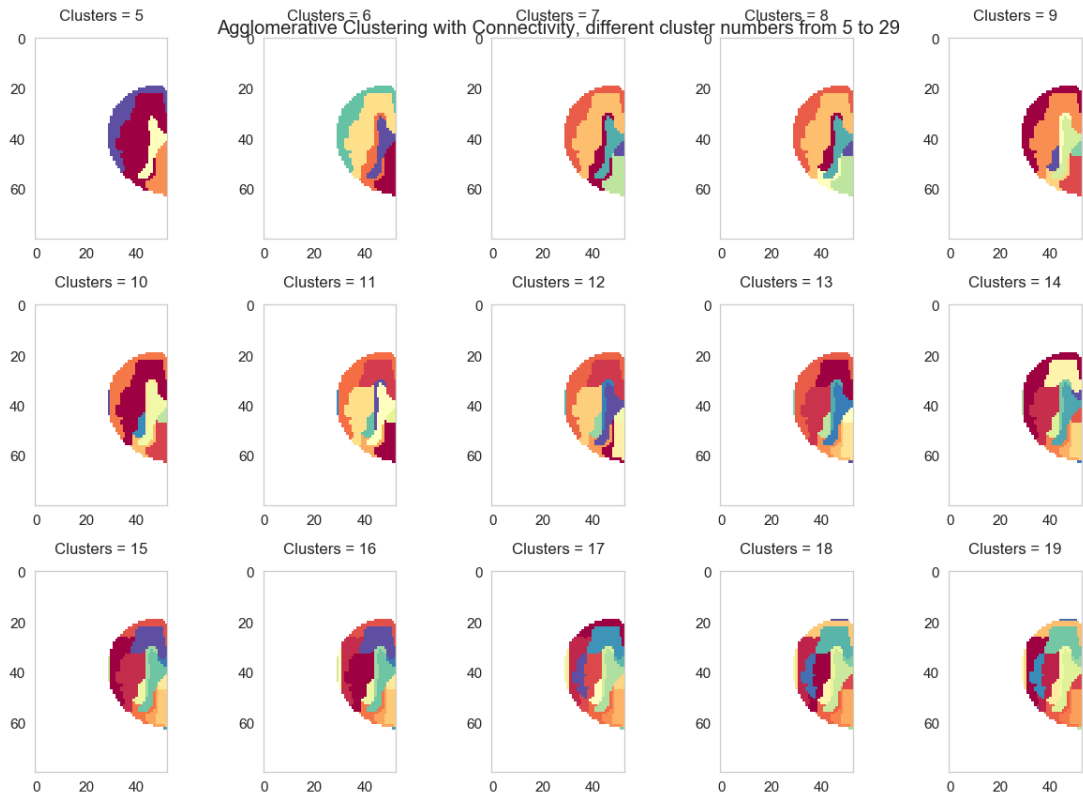 Clusters = 5 Clusters = 6 Clusters = 7 Clusters = 8 Clusters = 9
Agglomerative Clustering with Connectivity, different cluster numbers from 5 to 29
0 0 0 0 0
20 20 20 20 20
40 40 40 40 40
60 60 60 60 60
0 20 40 0 20 40 0 20 40 0 20 40 0 20 40
Clusters = 10 Clusters = 11 Clusters = 12 Clusters = 13 Clusters = 14
0 0 0 0 0
20 20 20 20 20
40 40 40 40 40
60 60 60 60 60
0 20 40 0 20 40 0 20 40 0 20 40 0 20 40
Clusters = 15 Clusters = 16 Clusters = 17 Clusters = 18 Clusters = 19
0 0 0 0 0
20 20 20 20 20
40 40 40 40 40
60 60 60 60 60
0 20 40 0 20 40 0 20 40 0 20 40 0 20 40